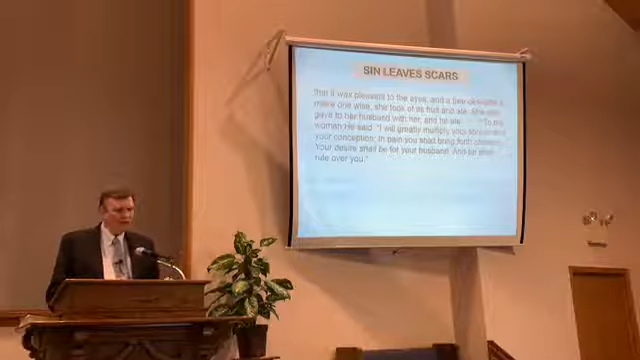 SIN LEAVES SCARS
that it was pleasant to the eyes, and a tree desirable to
make one wise, she took of its fruit and ate. She also
gave to her husband with her, and he ate. "To the
woman He said: "I will greatly multiply your sorrow and
your conception; In pain you shall bring forth children;
Your desire shall be for your husband, And he shall
rule over you."